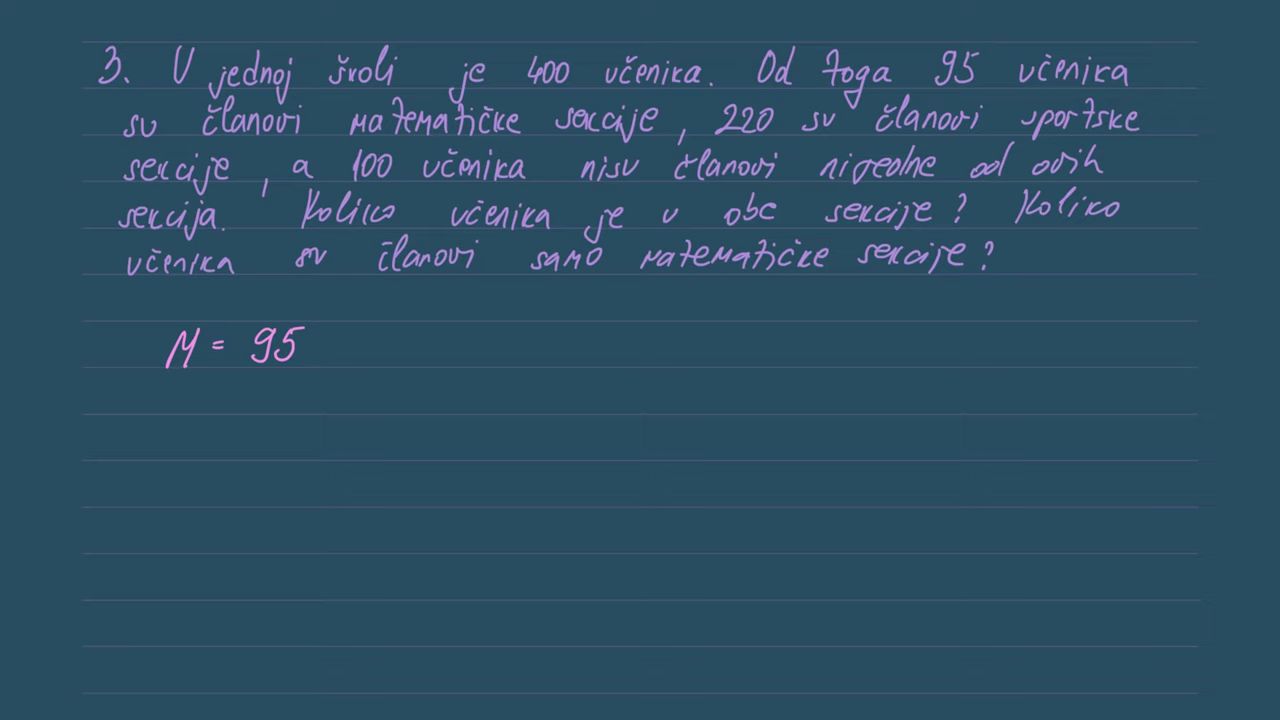 3. U jednoj školi je 400 učenika. Od toga 95 učenika
su članovi matematičke sekcije, 220 su članovi sportske
sekcije, a 100 učenika nisu članovi nijedne od ovih
sekcija. Koliko učenika je u obe sekcije? Koliko
učenika su članovi samo matematičke sekcije?
M = 95